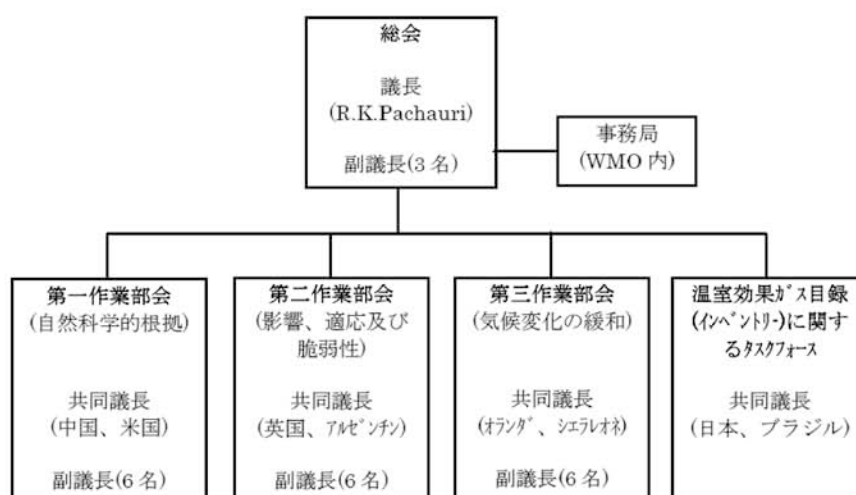 総会
議長
(R.K.Pachauri)
副議長(3 名)
事務局
(WMO 内)
第一作業部会
(自然科学的根拠)
共同議長
(中国、米国)
副議長(6 名)
第二作業部会
(影響、適応及び
脆弱性)
共同議長
(英国、ｱﾙｾﾞﾝﾁﾝ)
副議長(6 名)
第三作業部会
(気候変化の緩和)
共同議長
(ｵﾗﾝﾀﾞ、ｼｴﾗﾚｵﾈ)
副議長(6 名)
温室効果ｶﾞｽ目録
(ｲﾝﾍﾞﾝﾄﾘｰ)に関す
るﾀｽｸﾌｫｰｽ
共同議長
(日本、ブラジル)